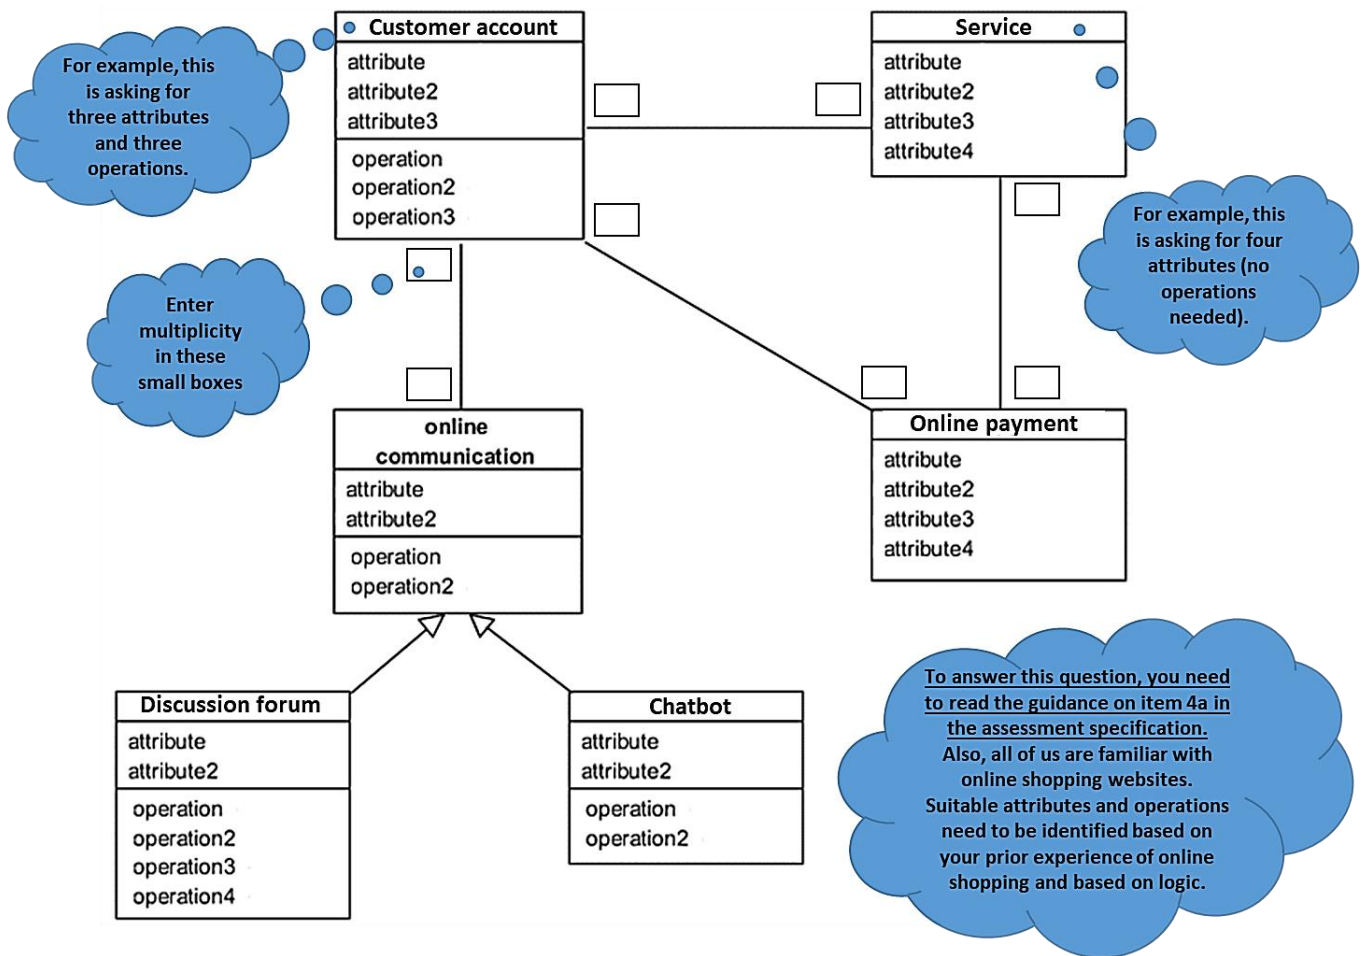 Customer account
attribute
attribute2
attribute3
operation
operation2
operation3
Service
attribute
attribute2
attribute3
attribute4
For example, this
is asking for
three attributes
and three
operations.
For example, this
is asking for four
attributes (no
operations
needed).
Enter
multiplicity
in these
small boxes
online
communication
attribute
attribute2
operation
operation2
Online payment
attribute
attribute2
attribute3
attribute4
Discussion forum
attribute
attribute2
operation
operation2
operation3
operation4
Chatbot
attribute
attribute2
operation
operation2
To answer this question, you need
to read the guidance on item 4a in
the assessment specification.
Also, all of us are familiar with
online shopping websites.
Suitable attributes and operations
need to be identified based on
your prior experience of online
shopping and based on logic.